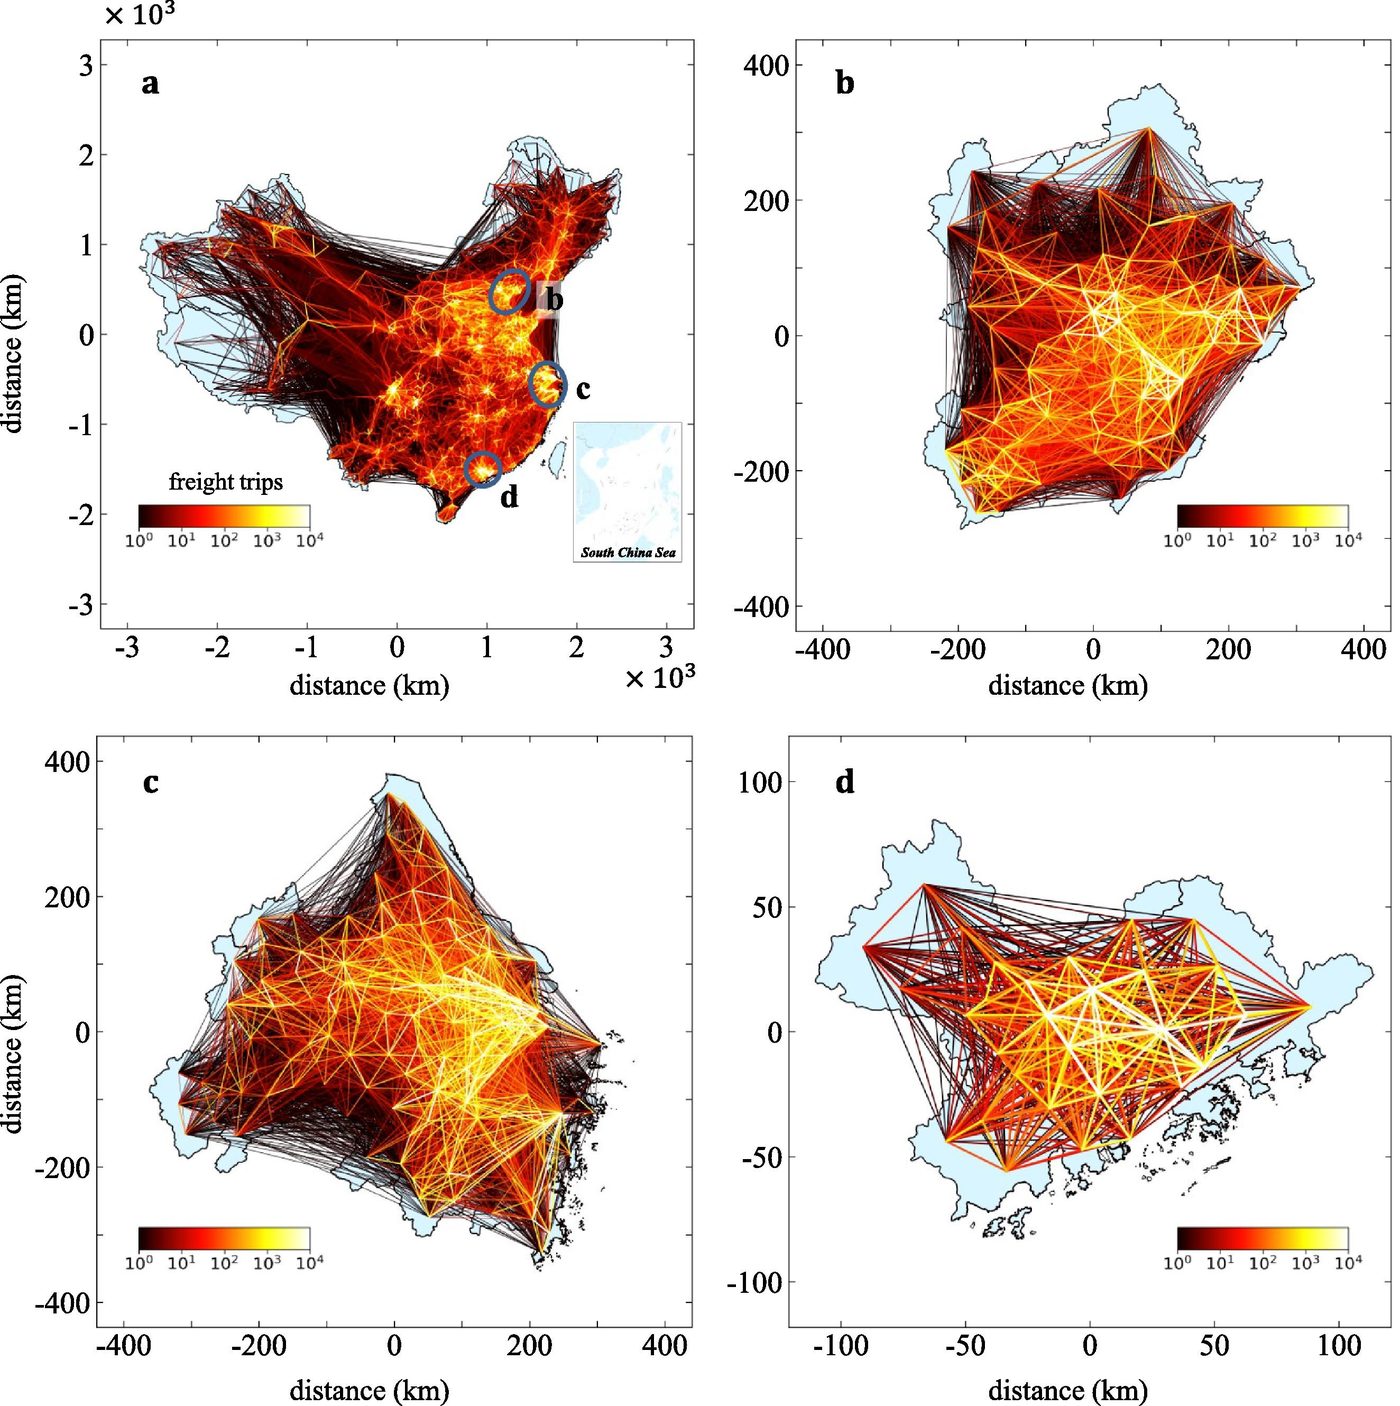 × 10³
a
3
2
1
0
-1
-2
-3
distance (km)
b
c
d
freight trips
10⁰ 10¹ 10² 10³ 10⁴
South China Sea
-3 -2 -1 0 1 2 3
distance (km)
× 10³
b
400
200
0
-200
-400
10⁰ 10¹ 10² 10³ 10⁴
-400 -200 0 200 400
distance (km)
c
400
200
0
-200
-400
distance (km)
10⁰ 10¹ 10² 10³ 10⁴
-400 -200 0 200 400
distance (km)
d
100
50
0
-50
-100
10⁰ 10¹ 10² 10³ 10⁴
-100 -50 0 50 100
distance (km)